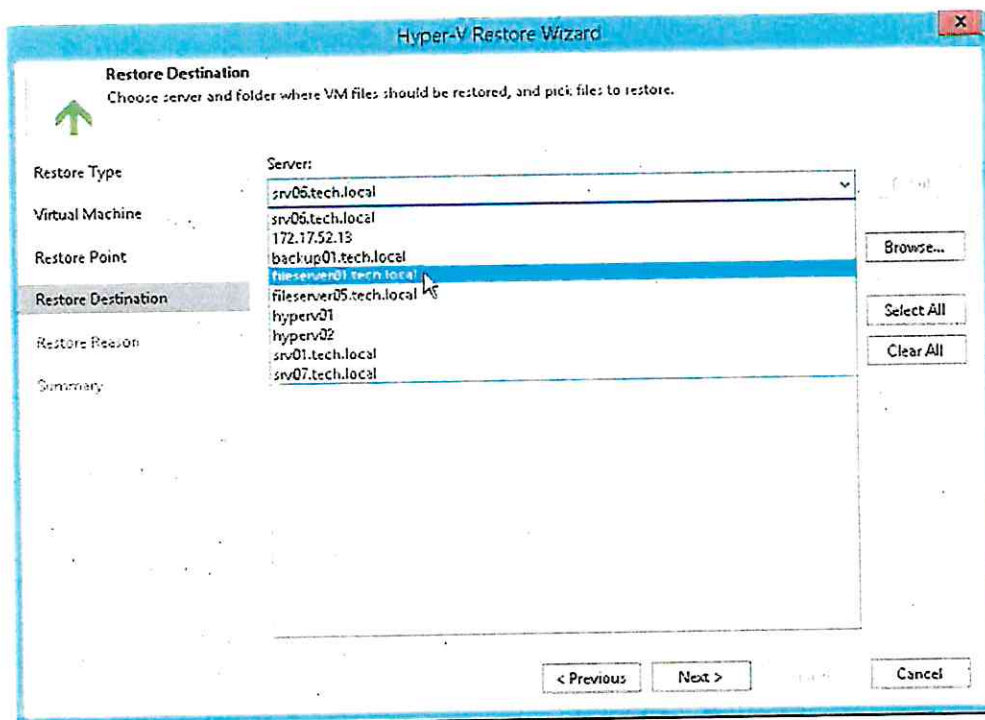 Hyper-V Restore Wizard
x
Restore Destination
Choose server and folder where VM files should be restored, and pick files to restore.
Restore Type
Virtual Machine
Restore Point
Restore Destination
Restore Reason
Summary
Server:
srv06.tech.local
srv06.tech.local
172.17.52.13
backup01.tech.local
fileserver01.tech.local
fileserver05.tech.local
hyperv01
hyperv02
srv01.tech.local
srv07.tech.local
Browse...
Select All
Clear All
< Previous
Next >
Cancel